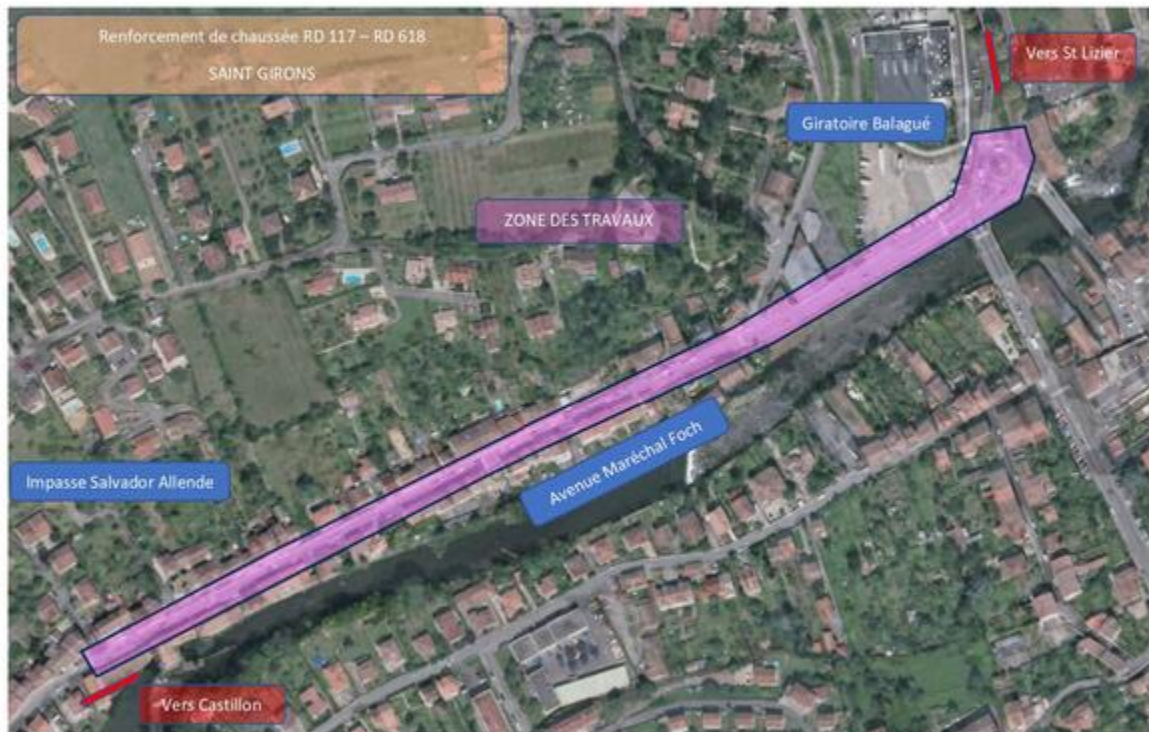 Renforcement de chaussée RD 117 – RD 618
SAINT GIRONS
Vers St Lizier
Giratoire Balagué
ZONE DES TRAVAUX
Avenue Maréchal Foch
Impasse Salvador Allende
Vers Castillon